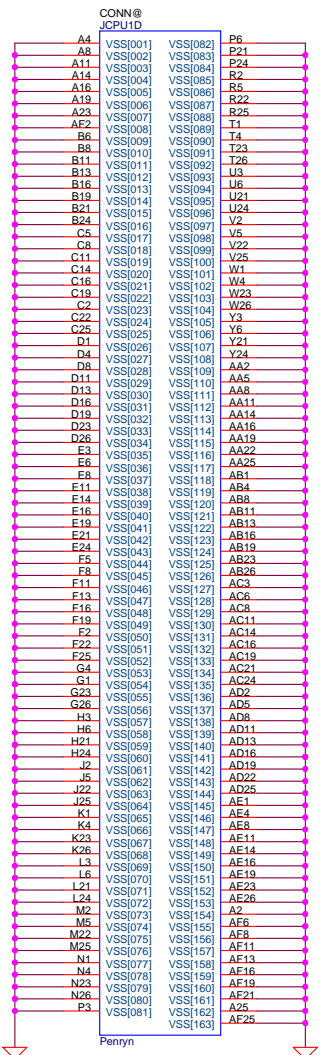 CONN@
JCPU1D
A4 VSS[001] VSS[082] P6
A8 VSS[002] VSS[083] P21
A11 VSS[003] VSS[084] P24
A14 VSS[004] VSS[085] R2
A16 VSS[005] VSS[086] R5
A19 VSS[006] VSS[087] R22
A23 VSS[007] VSS[088] R25
AF2 VSS[008] VSS[089] T1
B6 VSS[009] VSS[090] T4
B8 VSS[010] VSS[091] T23
B11 VSS[011] VSS[092] T26
B13 VSS[012] VSS[093] U3
B16 VSS[013] VSS[094] U6
B19 VSS[014] VSS[095] U21
B21 VSS[015] VSS[096] U24
B24 VSS[016] VSS[097] V2
C5 VSS[017] VSS[098] V5
C8 VSS[018] VSS[099] V22
C11 VSS[019] VSS[100] V25
C14 VSS[020] VSS[101] W1
C16 VSS[021] VSS[102] W4
C19 VSS[022] VSS[103] W23
C2 VSS[023] VSS[104] W26
C22 VSS[024] VSS[105] Y3
C25 VSS[025] VSS[106] Y6
D1 VSS[026] VSS[107] Y21
D4 VSS[027] VSS[108] Y24
D8 VSS[028] VSS[109] AA2
D11 VSS[029] VSS[110] AA5
D13 VSS[030] VSS[111] AA8
D16 VSS[031] VSS[112] AA11
D19 VSS[032] VSS[113] AA14
D23 VSS[033] VSS[114] AA16
D26 VSS[034] VSS[115] AA19
E3 VSS[035] VSS[116] AA22
E6 VSS[036] VSS[117] AA25
E8 VSS[037] VSS[118] AB1
E11 VSS[038] VSS[119] AB4
E14 VSS[039] VSS[120] AB8
E16 VSS[040] VSS[121] AB11
E19 VSS[041] VSS[122] AB13
E21 VSS[042] VSS[123] AB16
E24 VSS[043] VSS[124] AB19
F5 VSS[044] VSS[125] AB23
F8 VSS[045] VSS[126] AB26
F11 VSS[046] VSS[127] AC3
F13 VSS[047] VSS[128] AC6
F16 VSS[048] VSS[129] AC8
F19 VSS[049] VSS[130] AC11
F2 VSS[050] VSS[131] AC14
F22 VSS[051] VSS[132] AC16
F25 VSS[052] VSS[133] AC19
G4 VSS[053] VSS[134] AC21
G1 VSS[054] VSS[135] AC24
G23 VSS[055] VSS[136] AD2
G26 VSS[056] VSS[137] AD5
H3 VSS[057] VSS[138] AD8
H6 VSS[058] VSS[139] AD11
H21 VSS[059] VSS[140] AD13
H24 VSS[060] VSS[141] AD16
J2 VSS[061] VSS[142] AD19
J5 VSS[062] VSS[143] AD22
J22 VSS[063] VSS[144] AD25
J25 VSS[064] VSS[145] AE1
K1 VSS[065] VSS[146] AE4
K4 VSS[066] VSS[147] AE8
K23 VSS[067] VSS[148] AE11
K26 VSS[068] VSS[149] AE14
L3 VSS[069] VSS[150] AE16
L6 VSS[070] VSS[151] AE19
L21 VSS[071] VSS[152] AE23
L24 VSS[072] VSS[153] AE26
M2 VSS[073] VSS[154] A2
M5 VSS[074] VSS[155] AF6
M22 VSS[075] VSS[156] AF8
M25 VSS[076] VSS[157] AF11
N1 VSS[077] VSS[158] AF13
N4 VSS[078] VSS[159] AF16
N23 VSS[079] VSS[160] AF19
N26 VSS[080] VSS[161] AF21
P3 VSS[081] VSS[162] A25
VSS[163] AF25
Penryn